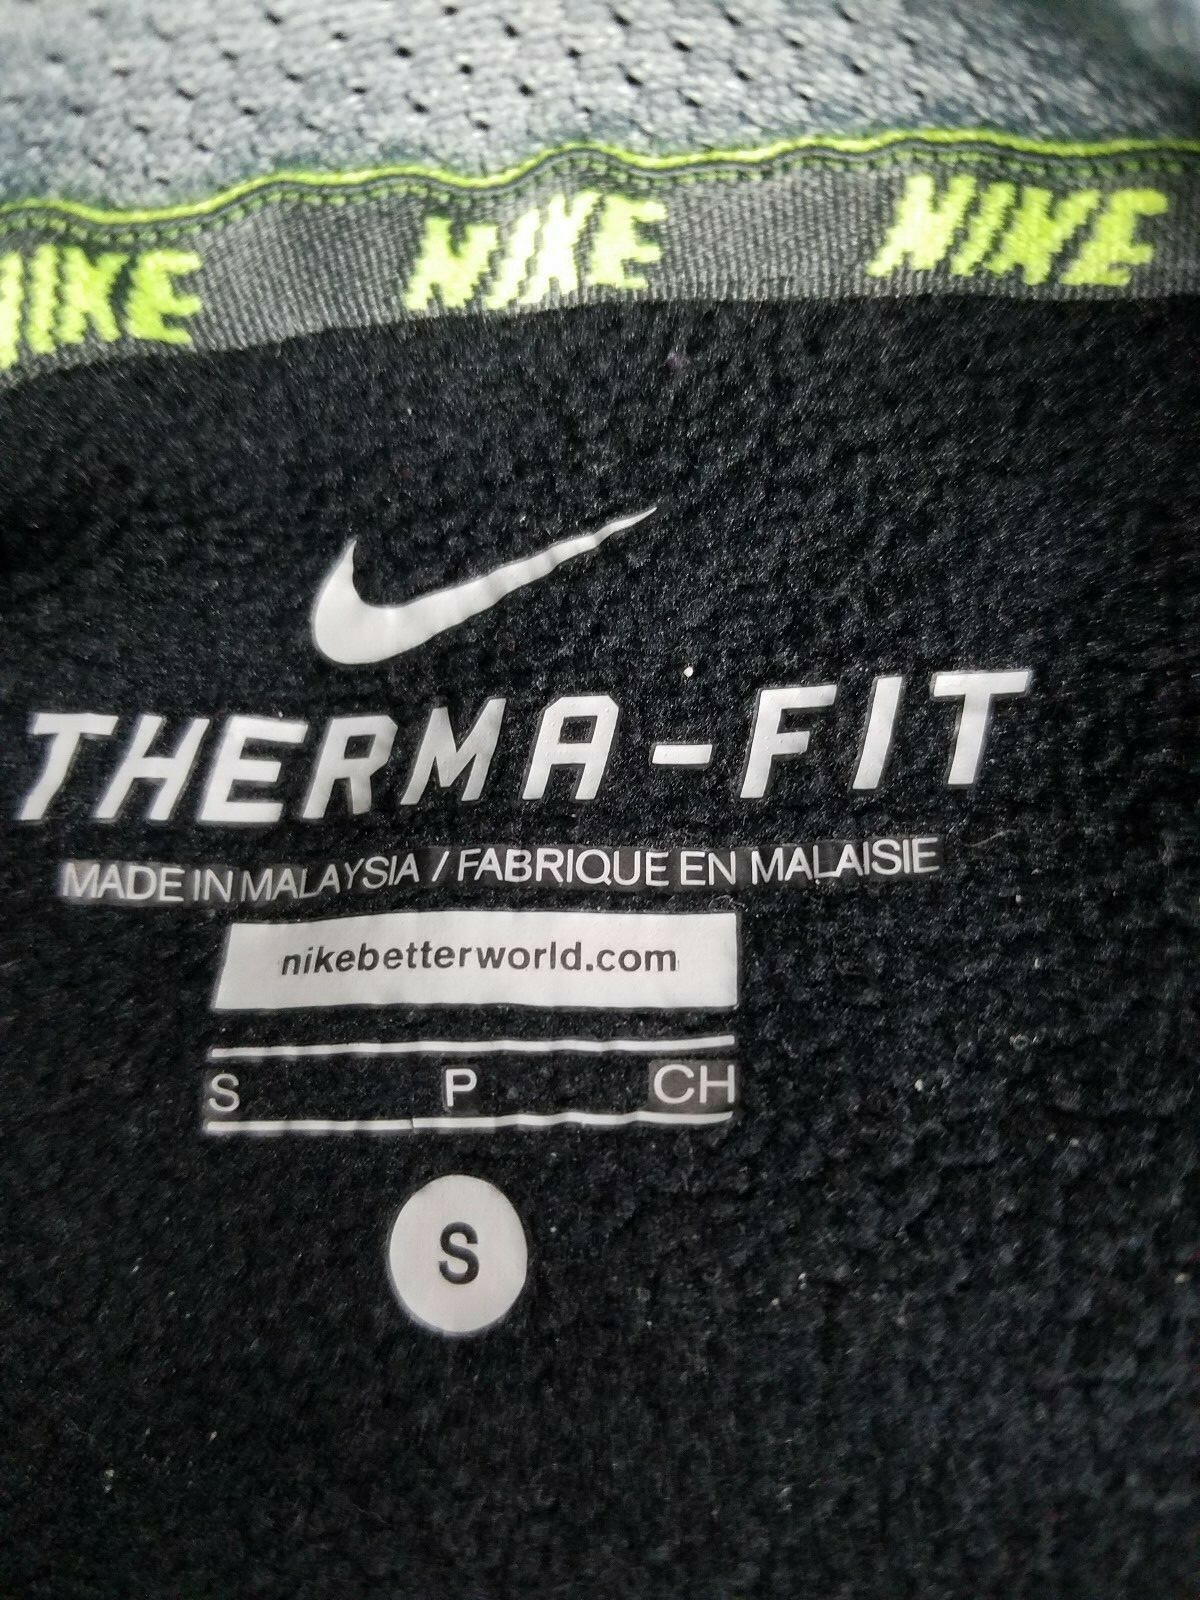 NIKE NIKE NIKE
THERMA-FIT
MADE IN MALAYSIA / FABRIQUE EN MALAISIE
nikebetterworld.com
S P CH
S